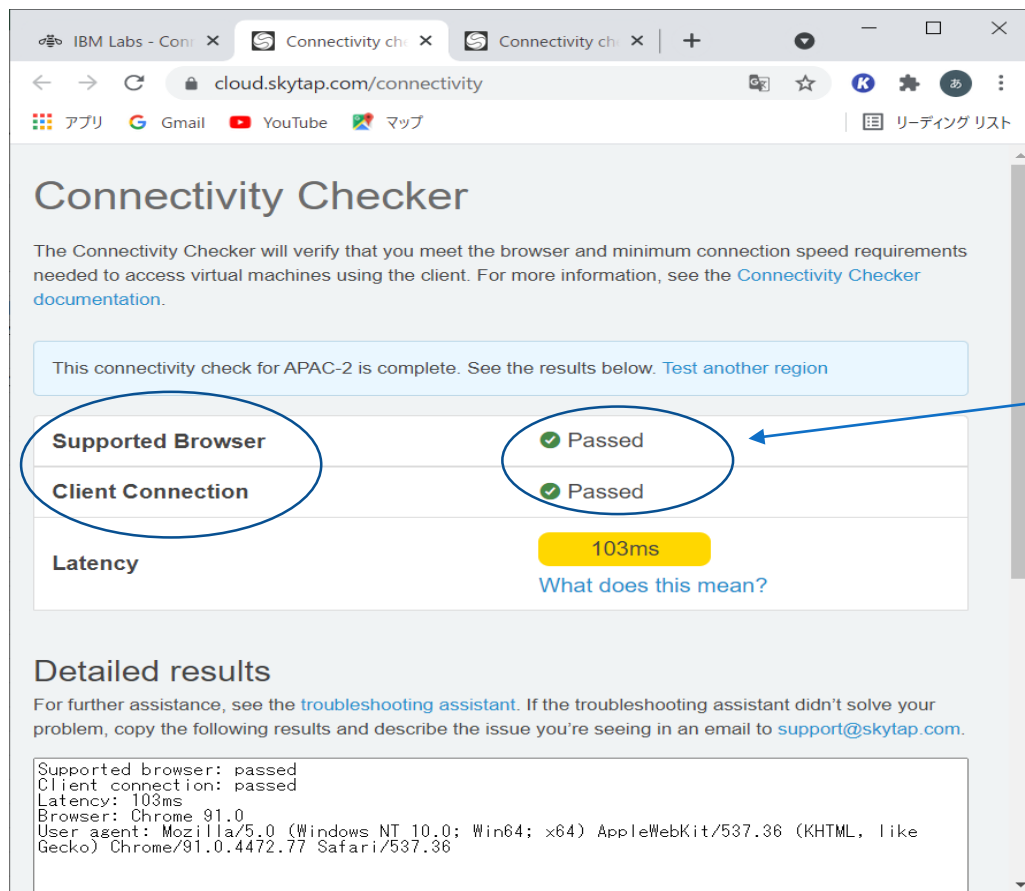 IBM Labs - Con
Connectivity ch
Connectivity ch
cloud.skytap.com/connectivity
K
あ
アプリ
Gmail
YouTube
マップ
リーディング リスト
Connectivity Checker
The Connectivity Checker will verify that you meet the browser and minimum connection speed requirements
needed to access virtual machines using the client. For more information, see the Connectivity Checker
documentation.
This connectivity check for APAC-2 is complete. See the results below. Test another region
Supported Browser
Passed
Client Connection
Passed
Latency
103ms
What does this mean?
Detailed results
For further assistance, see the troubleshooting assistant. If the troubleshooting assistant didn't solve your
problem, copy the following results and describe the issue you're seeing in an email to support@skytap.com.
Supported browser: passed
Client connection: passed
Latency: 103ms
Browser: Chrome 91.0
User agent: Mozilla/5.0 (Windows NT 10.0; Win64; x64) AppleWebKit/537.36 (KHTML, like
Gecko) Chrome/91.0.4472.77 Safari/537.36